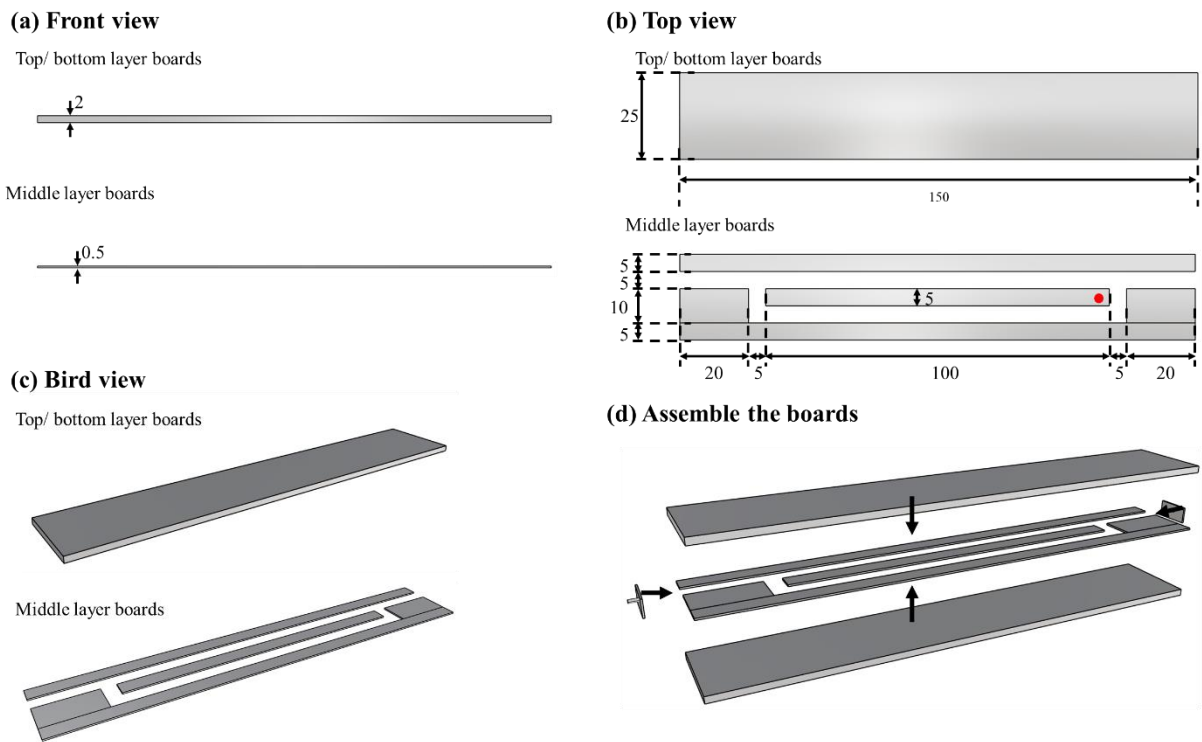 (a) Front view
Top/ bottom layer boards
2
Middle layer boards
0.5
(b) Top view
Top/ bottom layer boards
25
150
Middle layer boards
5
5
10
5
5
20
5
100
5
20
(c) Bird view
Top/ bottom layer boards
Middle layer boards
(d) Assemble the boards